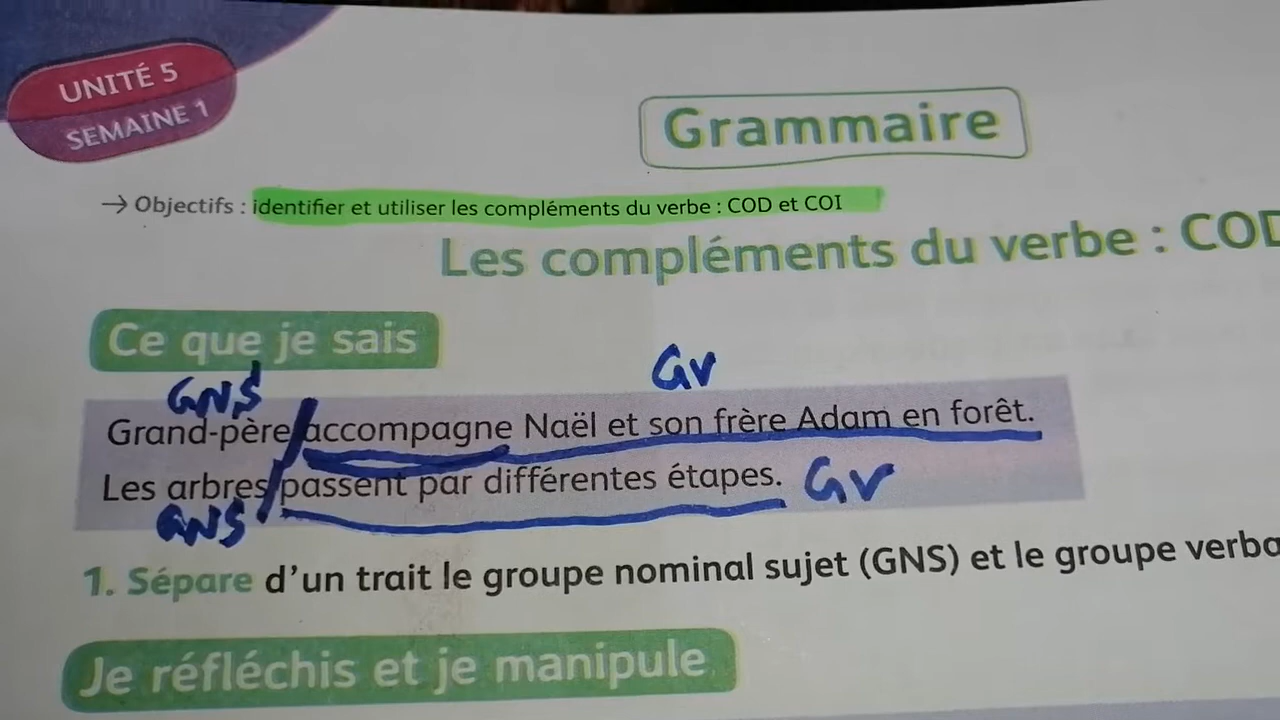 UNITÉ 5
SEMAINE 1
Grammaire
→ Objectifs : identifier et utiliser les compléments du verbe : COD et COI
Les compléments du verbe : COD
Ce que je sais
GNS
GV
Grand-père/accompagne Naël et son frère Adam en forêt.
Les arbres/passent par différentes étapes. GV
GNS
1. Sépare d'un trait le groupe nominal sujet (GNS) et le groupe verba
Je réfléchis et je manipule